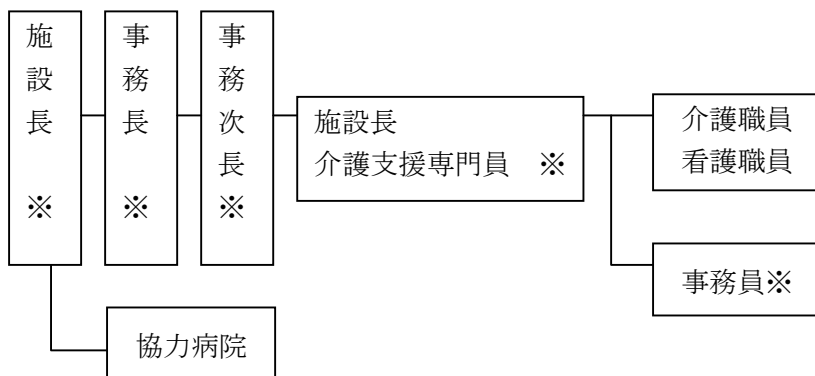 施設長 ※
事務長 ※
事務次長※
施設長
介護支援専門員 ※
介護職員
看護職員
事務員※
協力病院